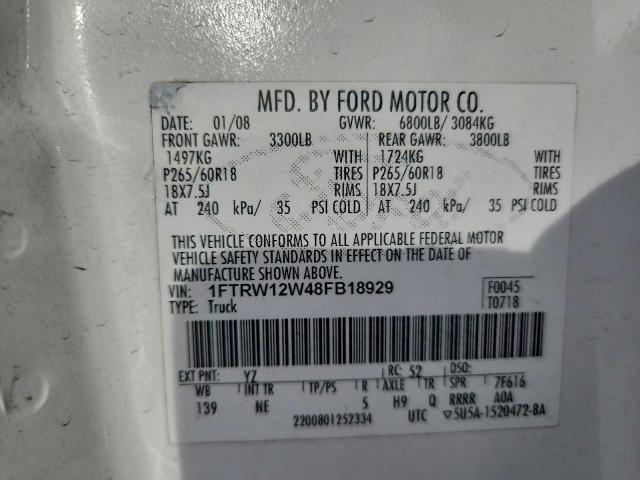 MFD. BY FORD MOTOR CO.
DATE: 01/08 GVWR: 6800LB/ 3084KG
FRONT GAWR: 3300LB REAR GAWR: 3800LB
1497KG WITH 1724KG WITH
P265/60R18 TIRES P265/60R18 TIRES
18X7.5J RIMS 18X7.5J RIMS
AT 240 kPa/ 35 PSI COLD AT 240 kPa/ 35 PSI COLD
THIS VEHICLE CONFORMS TO ALL APPLICABLE FEDERAL MOTOR
VEHICLE SAFETY STANDARDS IN EFFECT ON THE DATE OF
MANUFACTURE SHOWN ABOVE.
VIN: 1FTRW12W48FB18929 F0045
TYPE: Truck T0718
EXT PNT: YZ RC: 52 DSO:
WB INT TR TP/PS R AXLE TR SPR 7F616
139 NE 5 H9 Q RRRR A0A
2200801252334 UTC ▽5U5A-1520472-BA